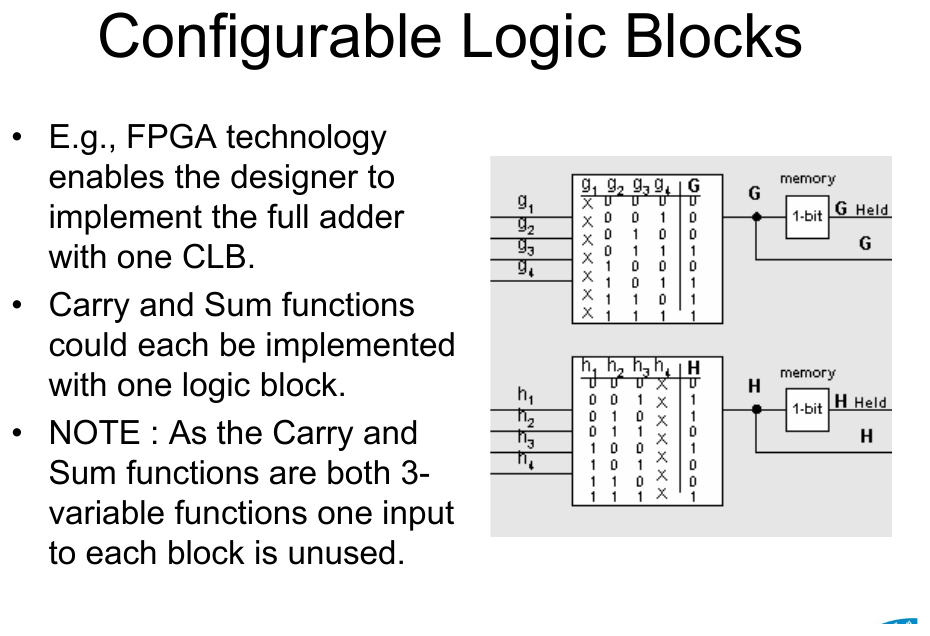 Configurable Logic Blocks
• E.g., FPGA technology
enables the designer to
implement the full adder
with one CLB.
• Carry and Sum functions
could each be implemented
with one logic block.
• NOTE : As the Carry and
Sum functions are both 3-
variable functions one input
to each block is unused.
g1
g2
g3
g4
g1 g2 g3 g4 G
X 0 0 0 0
X 0 0 1 0
X 0 1 0 0
X 0 1 1 1
X 1 0 0 0
X 1 0 1 1
X 1 1 0 1
X 1 1 1 1
G
memory
1-bit
G Held
G
h1
h2
h3
h4
h1 h2 h3 h4 H
0 0 0 X 0
0 0 1 X 1
0 1 0 X 1
0 1 1 X 0
1 0 0 X 1
1 0 1 X 0
1 1 0 X 0
1 1 1 X 1
H
memory
1-bit
H Held
H